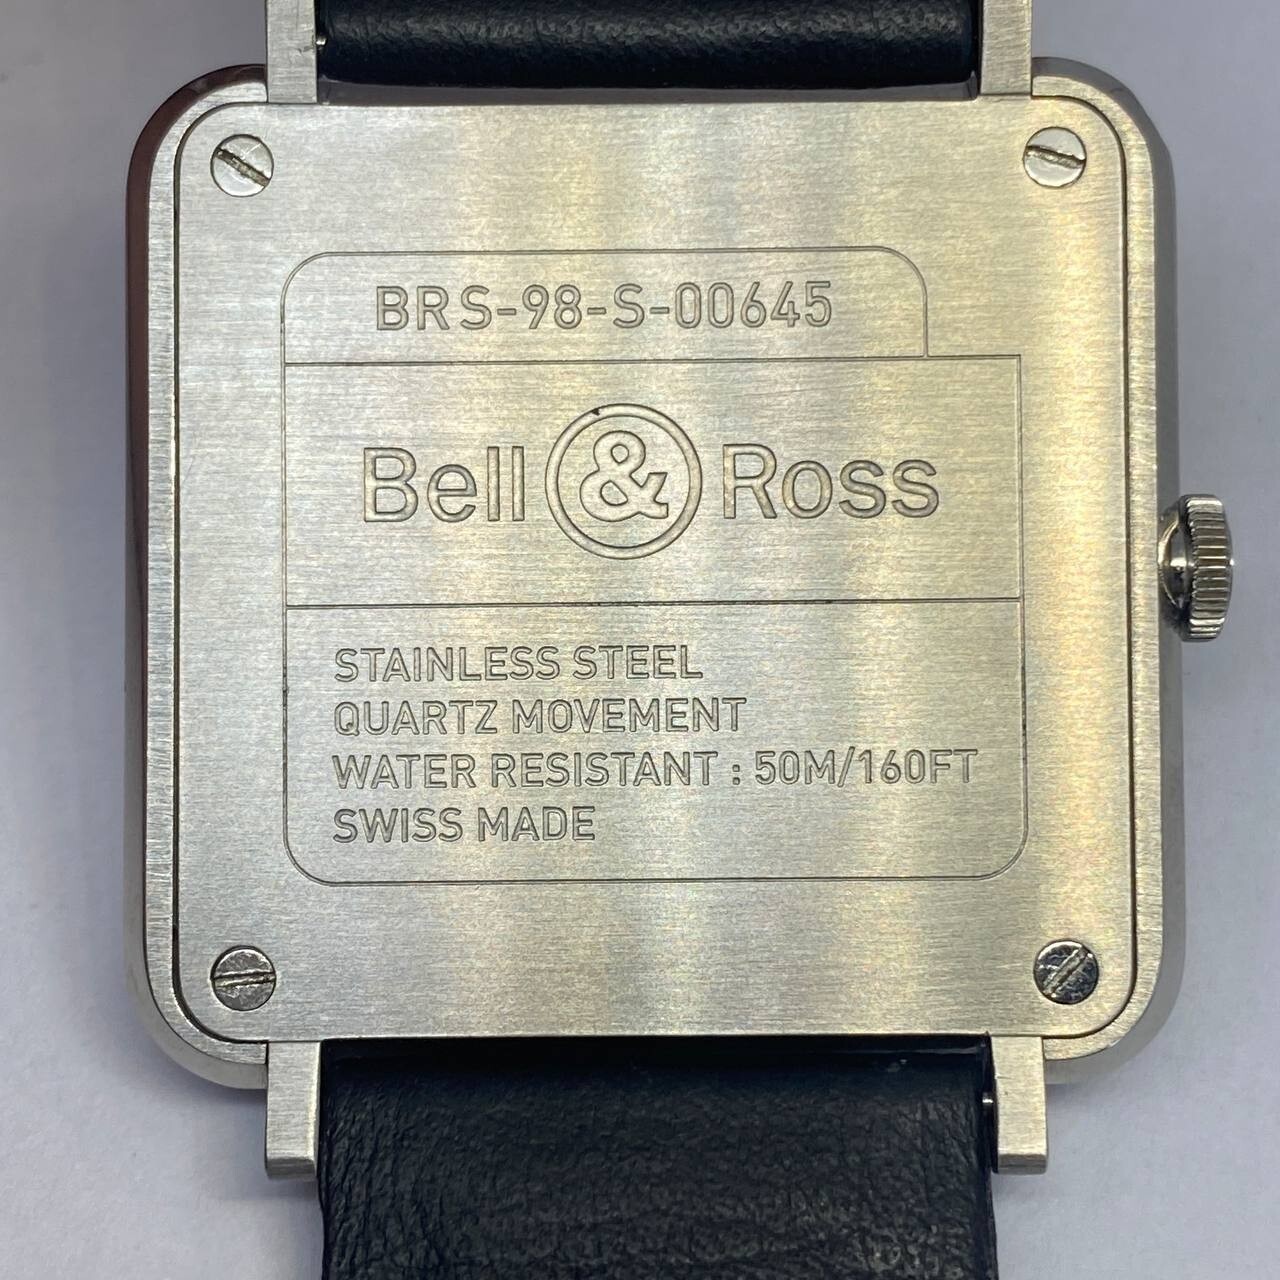 BRS-98-S-00645
Bell & Ross
STAINLESS STEEL
QUARTZ MOVEMENT
WATER RESISTANT : 50M/160FT
SWISS MADE